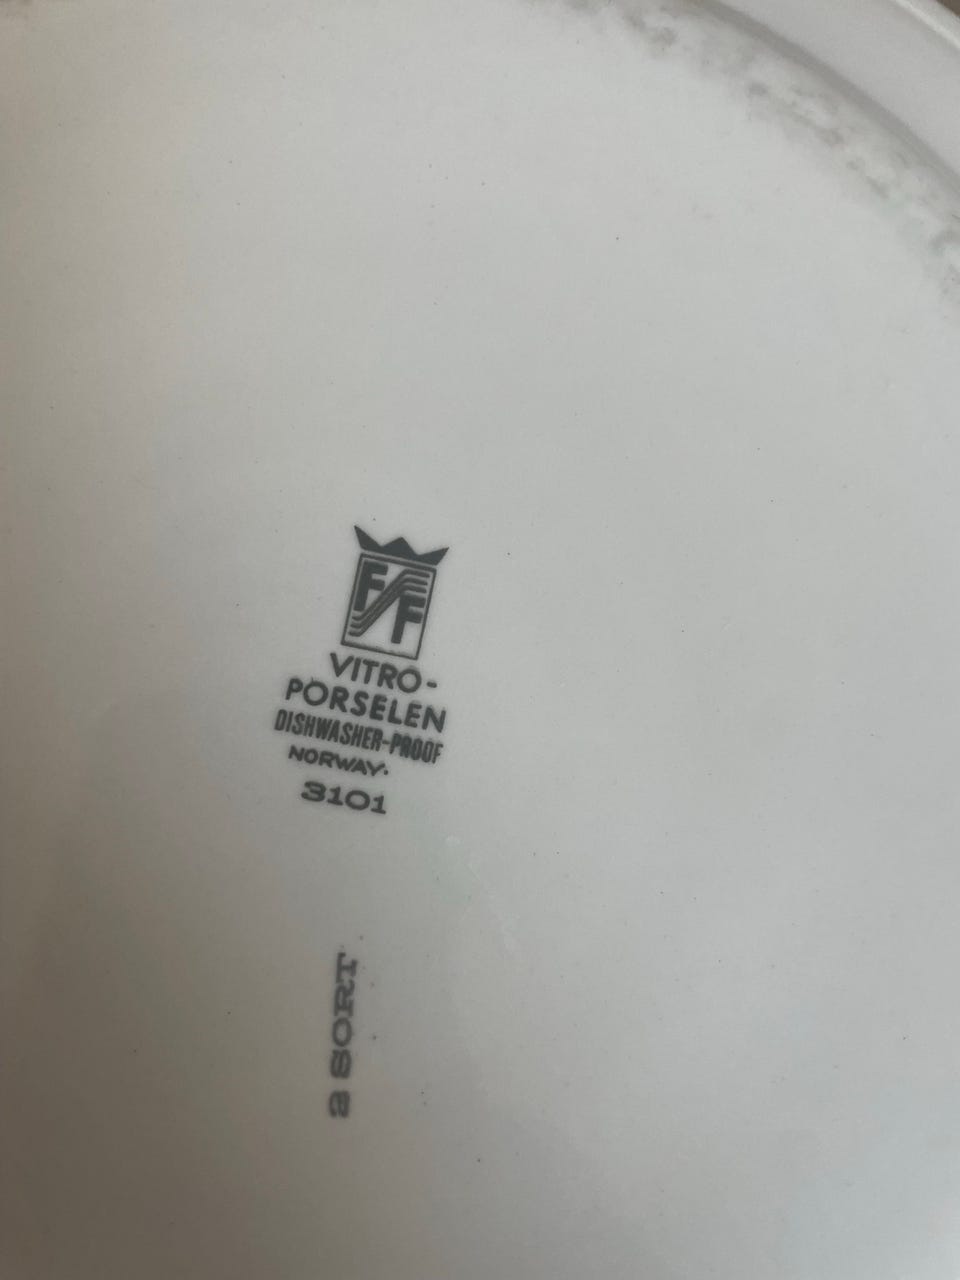 FF
VITRO-
PORSELEN
DISHWASHER-PROOF
NORWAY.
3101
2 SORT